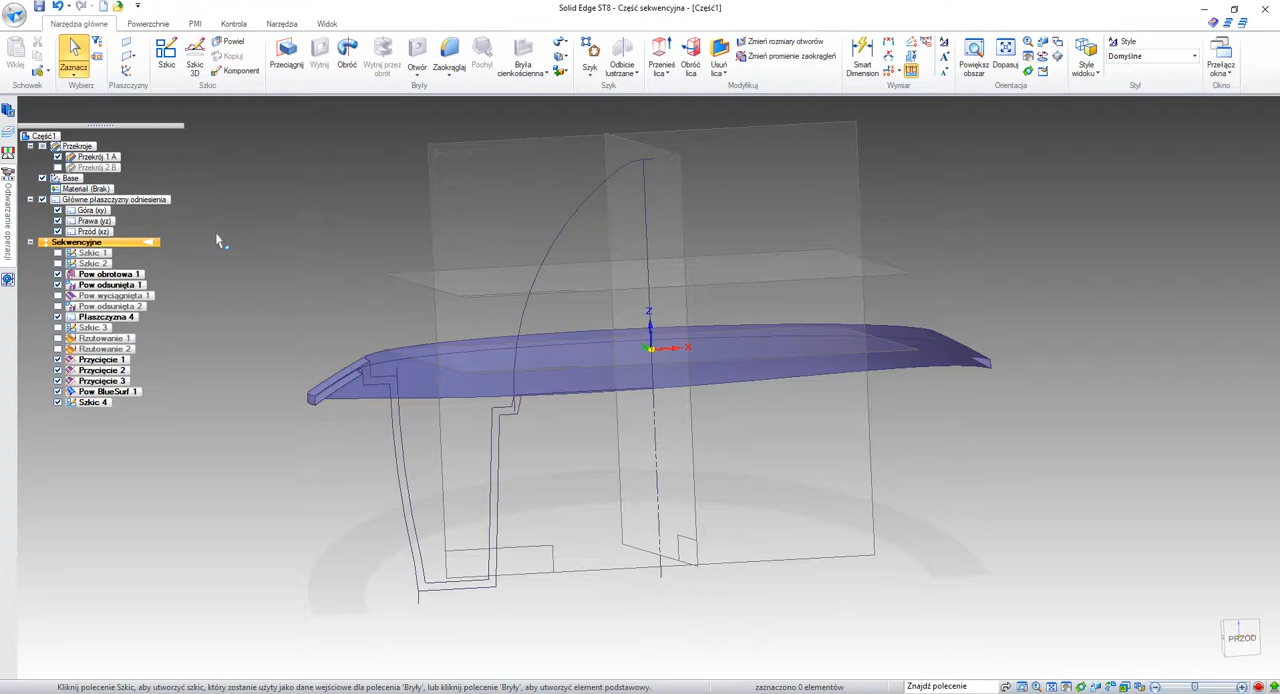 Solid Edge ST8 - Część sekwencyjna - [Część1]
Narzędzia główne
Powierzchnie
PMI
Kontrola
Narzędzia
Widok
Wklej
Schowek
Zaznacz
Wybierz
Płaszczyzny
Szkic
Szkic 3D
Powiel
Kopiuj
Komponent
Szkic
Przeciągnij
Wytnij
Obróć
Wytnij przez obrót
Otwór
Zaokrąglaj
Pochyl
Bryła cienkościenna
Bryły
Szyk
Odbicie lustrzane
Szyk
Przenieś lica
Obróć lica
Usuń lica
Zmień rozmiary otworów
Zmień promienie zaokrągleń
Modyfikuj
Smart Dimension
Wymiar
Powiększ obszar
Dopasuj
Orientacja
Style widoku
Style
Domyślne
Styl
Przełącz okna
Okno
Odtwarzanie operacji
Część1
Przekroje
Przekrój 1 A
Przekrój 2 B
Base
Materiał (Brak)
Główne płaszczyzny odniesienia
Góra (xy)
Prawa (yz)
Przód (xz)
Sekwencyjne
Szkic 1
Szkic 2
Pow obrotowa 1
Pow odsunięta 1
Pow wyciągnięta 1
Pow odsunięta 2
Płaszczyzna 4
Szkic 3
Rzutowanie 1
Rzutowanie 2
Przycięcie 1
Przycięcie 2
Przycięcie 3
Pow BlueSurf 1
Szkic 4
Z
X
PRZÓD
Kliknij polecenie Szkic, aby utworzyć szkic, który zostanie użyty jako dane wejściowe dla polecenia 'Bryły', lub kliknij polecenie 'Bryły', aby utworzyć element podstawowy.
zaznaczono 0 elementów
Znajdź polecenie